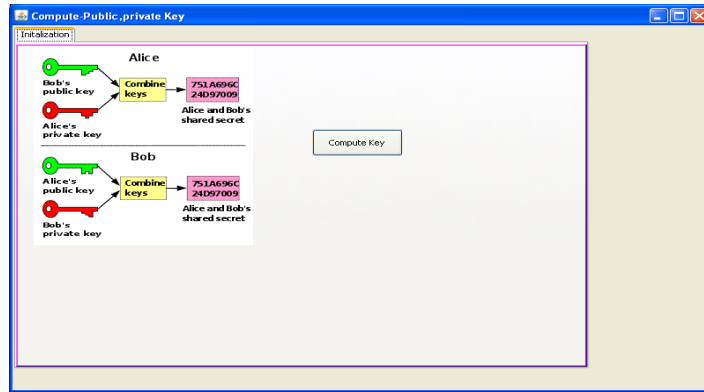 Compute-Public,private Key
Initalization
Alice
Bob's
public key
Combine
keys
751A696C
24D97009
Alice and Bob's
shared secret
Alice's
private key
Compute Key
Bob
Alice's
public key
Combine
keys
751A696C
24D97009
Alice and Bob's
shared secret
Bob's
private key